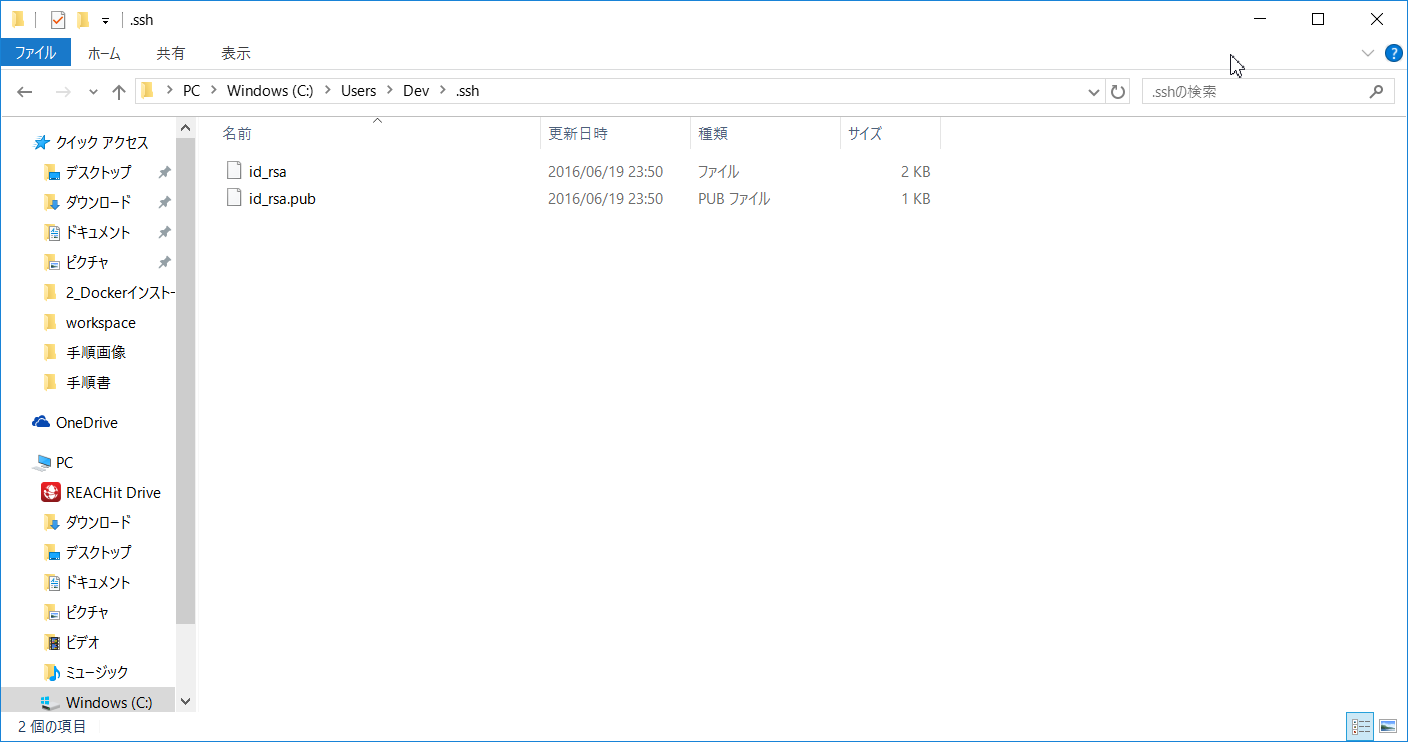 .ssh
ファイル ホーム 共有 表示
PC Windows (C:) Users Dev .ssh
.sshの検索
クイック アクセス
デスクトップ
ダウンロード
ドキュメント
ピクチャ
2_Dockerインストー
workspace
手順画像
手順書
OneDrive
PC
REACHit Drive
ダウンロード
デスクトップ
ドキュメント
ピクチャ
ビデオ
ミュージック
Windows (C:)
名前 更新日時 種類 サイズ
id_rsa 2016/06/19 23:50 ファイル 2 KB
id_rsa.pub 2016/06/19 23:50 PUB ファイル 1 KB
2 個の項目